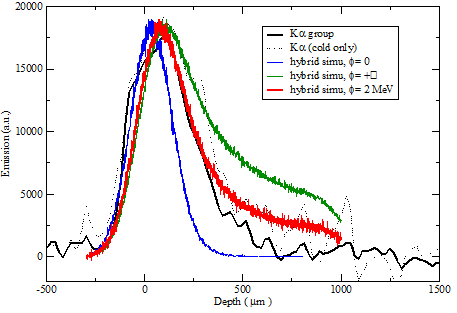 20000
15000
10000
5000
0
-500
0
500
1000
1500
Emission (a.u.)
Depth ( µm )
Kα group
Kα (cold only)
hybrid simu, ϕ= 0
hybrid simu, ϕ= +□
hybrid simu, ϕ= 2 MeV